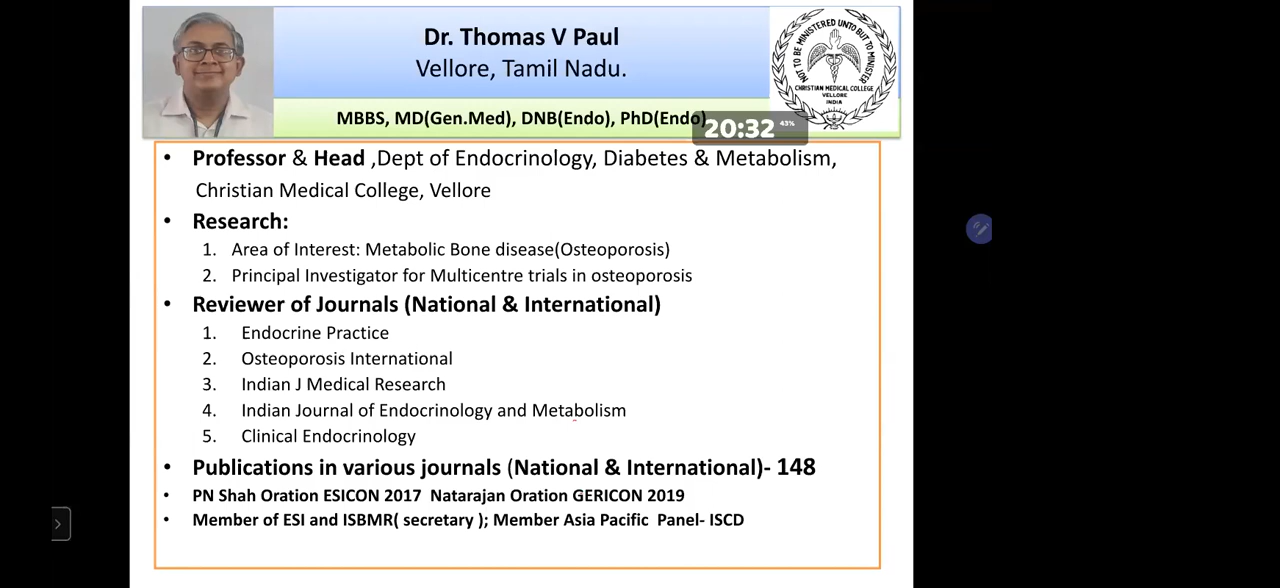 Dr. Thomas V Paul
Vellore, Tamil Nadu.
NOT TO BE MINISTERED UNTO BUT TO MINISTER
CHRISTIAN MEDICAL COLLEGE
VELLORE
INDIA
MBBS, MD(Gen.Med), DNB(Endo), PhD(Endo)
20:32 43%
• Professor & Head ,Dept of Endocrinology, Diabetes & Metabolism,
Christian Medical College, Vellore
• Research:
1. Area of Interest: Metabolic Bone disease(Osteoporosis)
2. Principal Investigator for Multicentre trials in osteoporosis
• Reviewer of Journals (National & International)
1. Endocrine Practice
2. Osteoporosis International
3. Indian J Medical Research
4. Indian Journal of Endocrinology and Metabolism
5. Clinical Endocrinology
• Publications in various journals (National & International)- 148
• PN Shah Oration ESICON 2017 Natarajan Oration GERICON 2019
• Member of ESI and ISBMR( secretary ); Member Asia Pacific Panel- ISCD